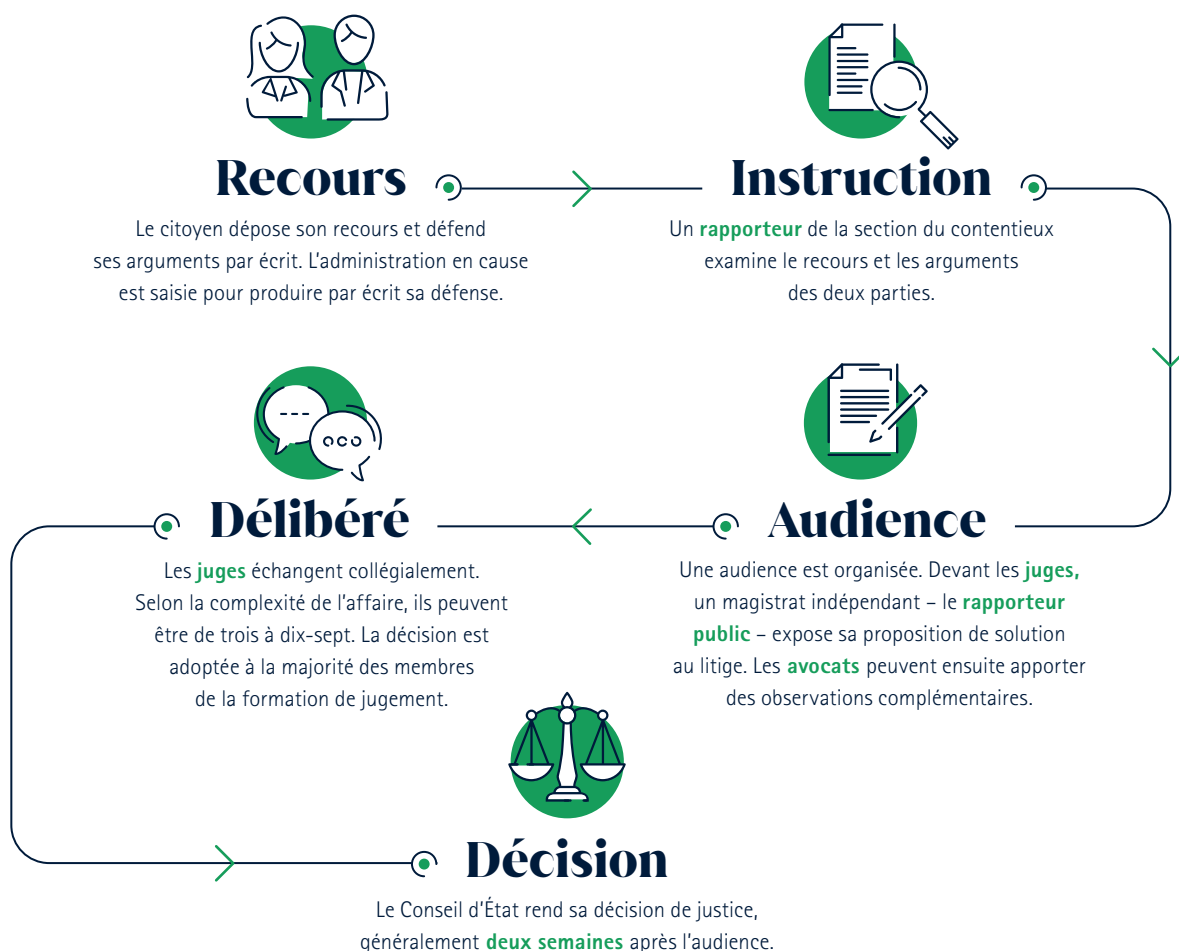 Recours
Le citoyen dépose son recours et défend
ses arguments par écrit. L'administration en cause
est saisie pour produire par écrit sa défense.
Instruction
Un rapporteur de la section du contentieux
examine le recours et les arguments
des deux parties.
Audience
Une audience est organisée. Devant les juges,
un magistrat indépendant – le rapporteur
public – expose sa proposition de solution
au litige. Les avocats peuvent ensuite apporter
des observations complémentaires.
Délibéré
Les juges échangent collégialement.
Selon la complexité de l'affaire, ils peuvent
être de trois à dix-sept. La décision est
adoptée à la majorité des membres
de la formation de jugement.
Décision
Le Conseil d'État rend sa décision de justice,
généralement deux semaines après l'audience.